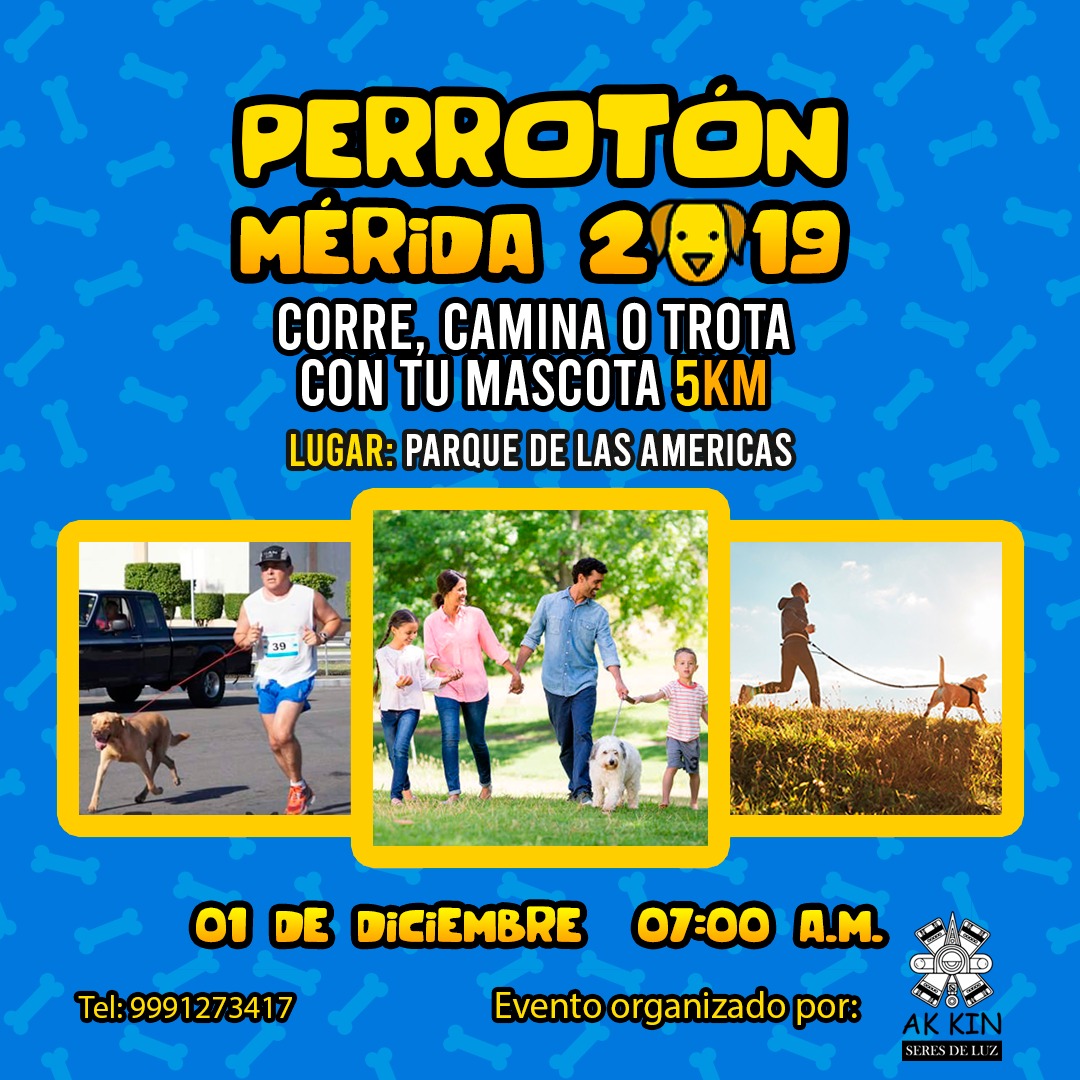 PERROTÓN
MÉRiDA 2019
CORRE, CAMINA O TROTA
CON TU MASCOTA 5KM
LUGAR: PARQUE DE LAS AMERICAS
39
01 DE DiCiEMBRE 07:00 A.M.
Tel: 9991273417
Evento organizado por:
AK KIN
SERES DE LUZ